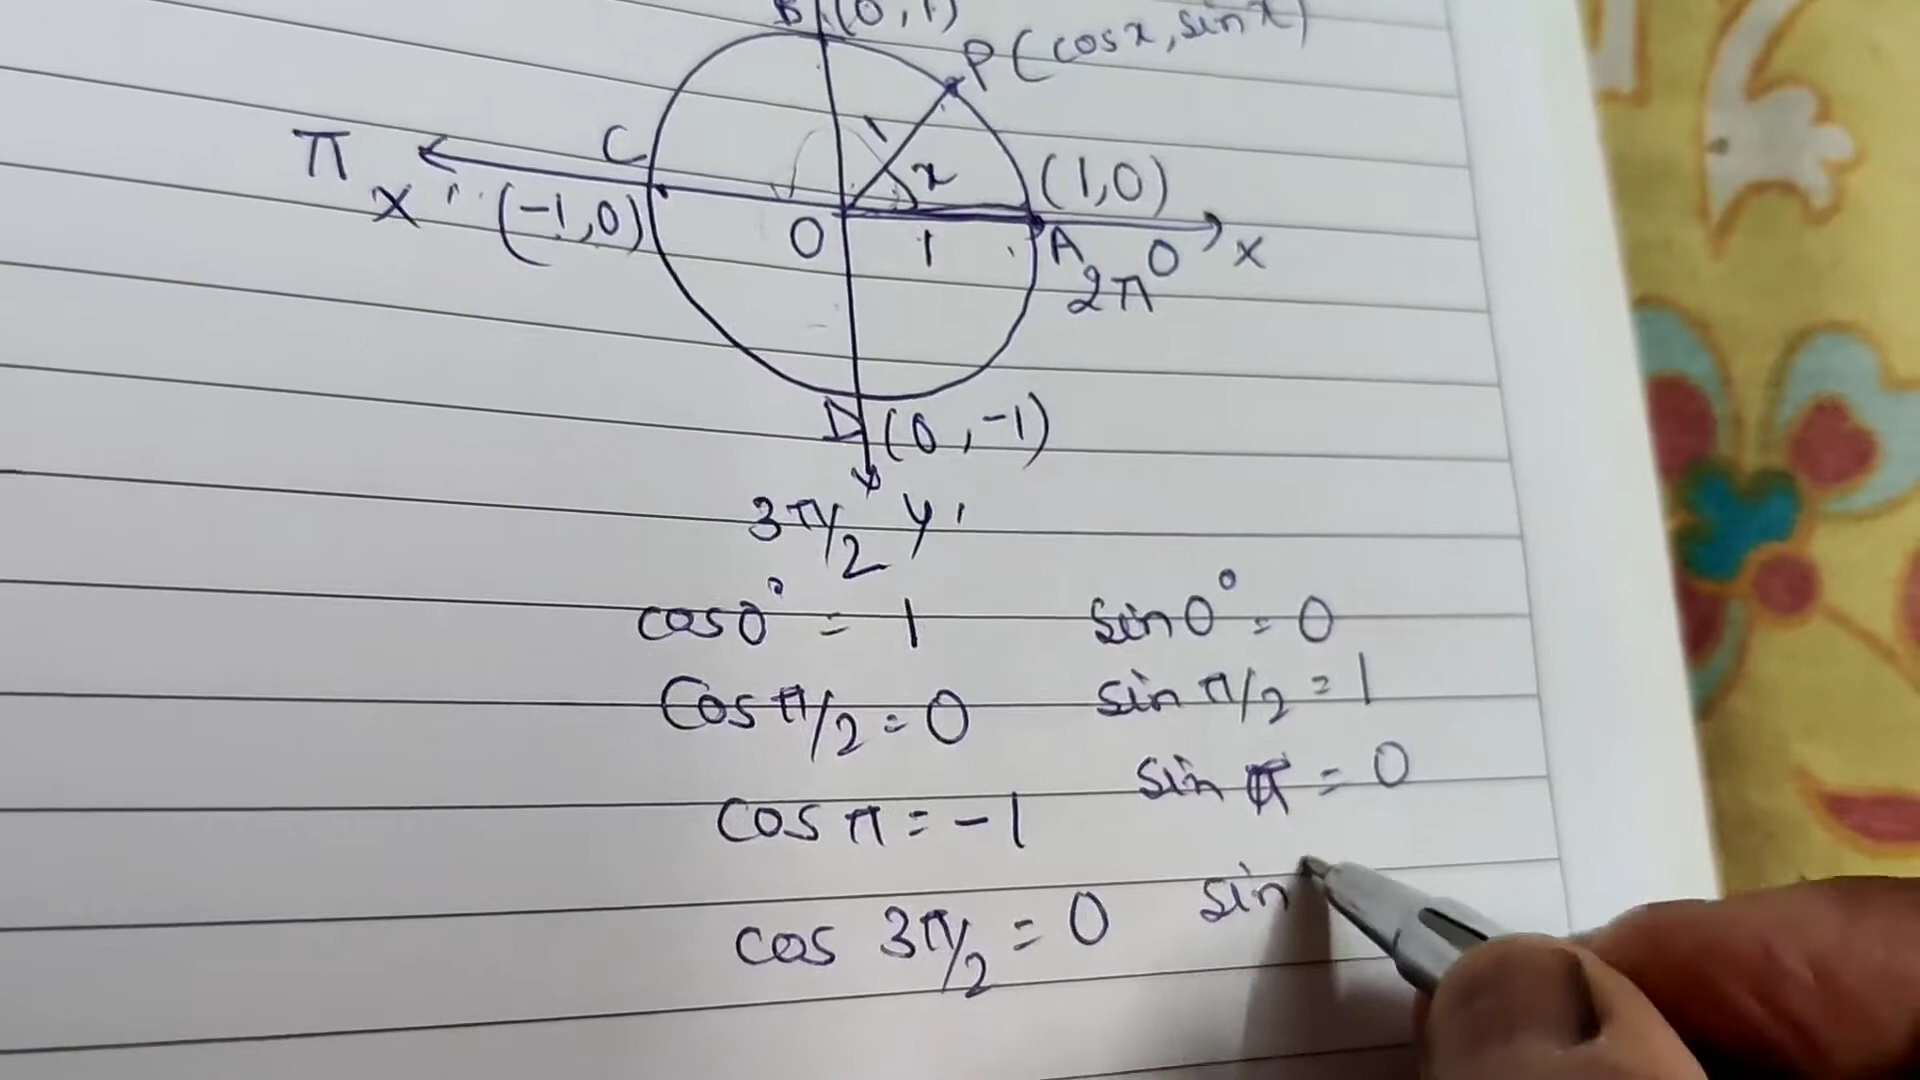 B (0,1)
P (cos x, sin x)
π C x (1,0)
x' (-1,0) O 1 A 0 x
2π
D (0,-1)
3π/2 y'
cos 0° = 1 sin 0° = 0
Cos π/2 = 0 sin π/2 = 1
cos π = -1 sin π = 0
cos 3π/2 = 0 sin